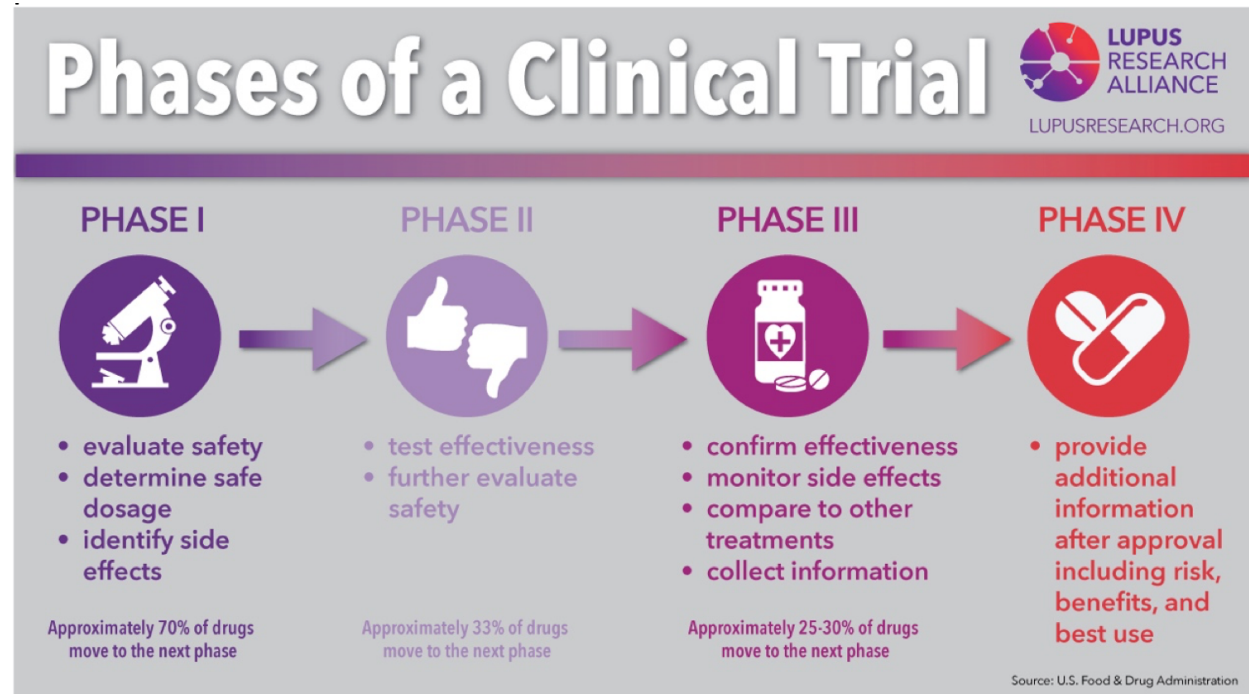 Phases of a Clinical Trial
LUPUS
RESEARCH
ALLIANCE
LUPUSRESEARCH.ORG
PHASE I
• evaluate safety
• determine safe
dosage
• identify side
effects
Approximately 70% of drugs
move to the next phase
PHASE II
• test effectiveness
• further evaluate
safety
Approximately 33% of drugs
move to the next phase
PHASE III
• confirm effectiveness
• monitor side effects
• compare to other
treatments
• collect information
Approximately 25-30% of drugs
move to the next phase
PHASE IV
• provide
additional
information
after approval
including risk,
benefits, and
best use
Source: U.S. Food & Drug Administration